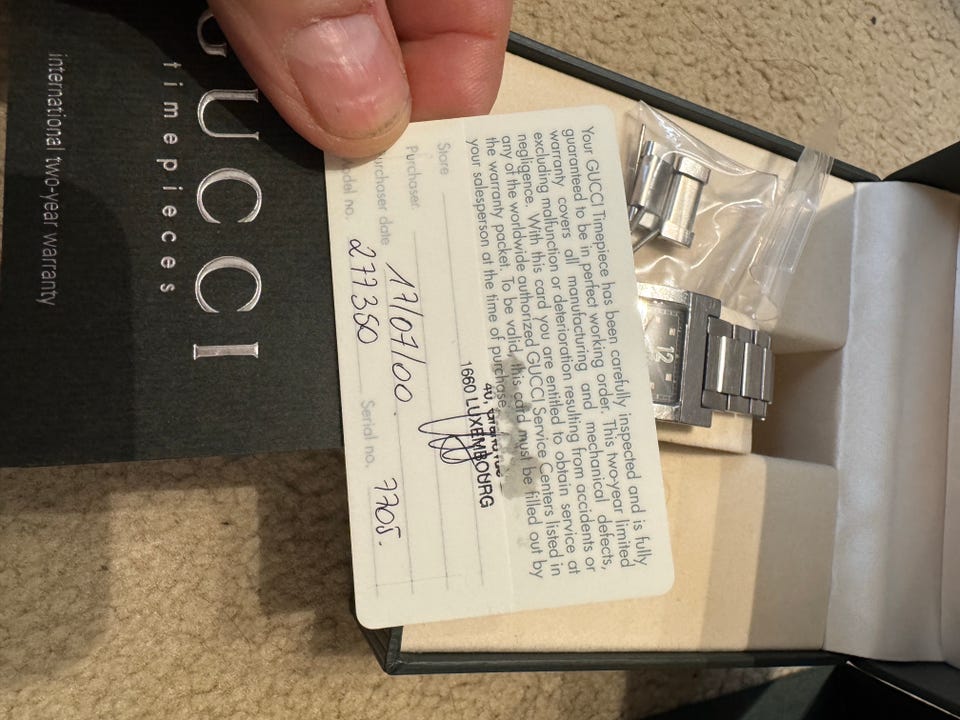 GUCCI
timepieces
international two-year warranty
Your GUCCI Timepiece has been carefully inspected and is fully
guaranteed to be in perfect working order. This two-year limited
warranty covers all manufacturing and mechanical defects,
excluding malfunction or deterioration resulting from accidents or
negligence. With this card you are entitled to obtain service at
any of the worldwide authorized GUCCI Service Centers listed in
the warranty packet. To be valid, this card must be filled out by
your salesperson at the time of purchase.
40,
1660 LUXEMBOURG
Store
Purchaser
Purchaser date 17/07/00
Model no. 277350 Serial no. 7705.
12